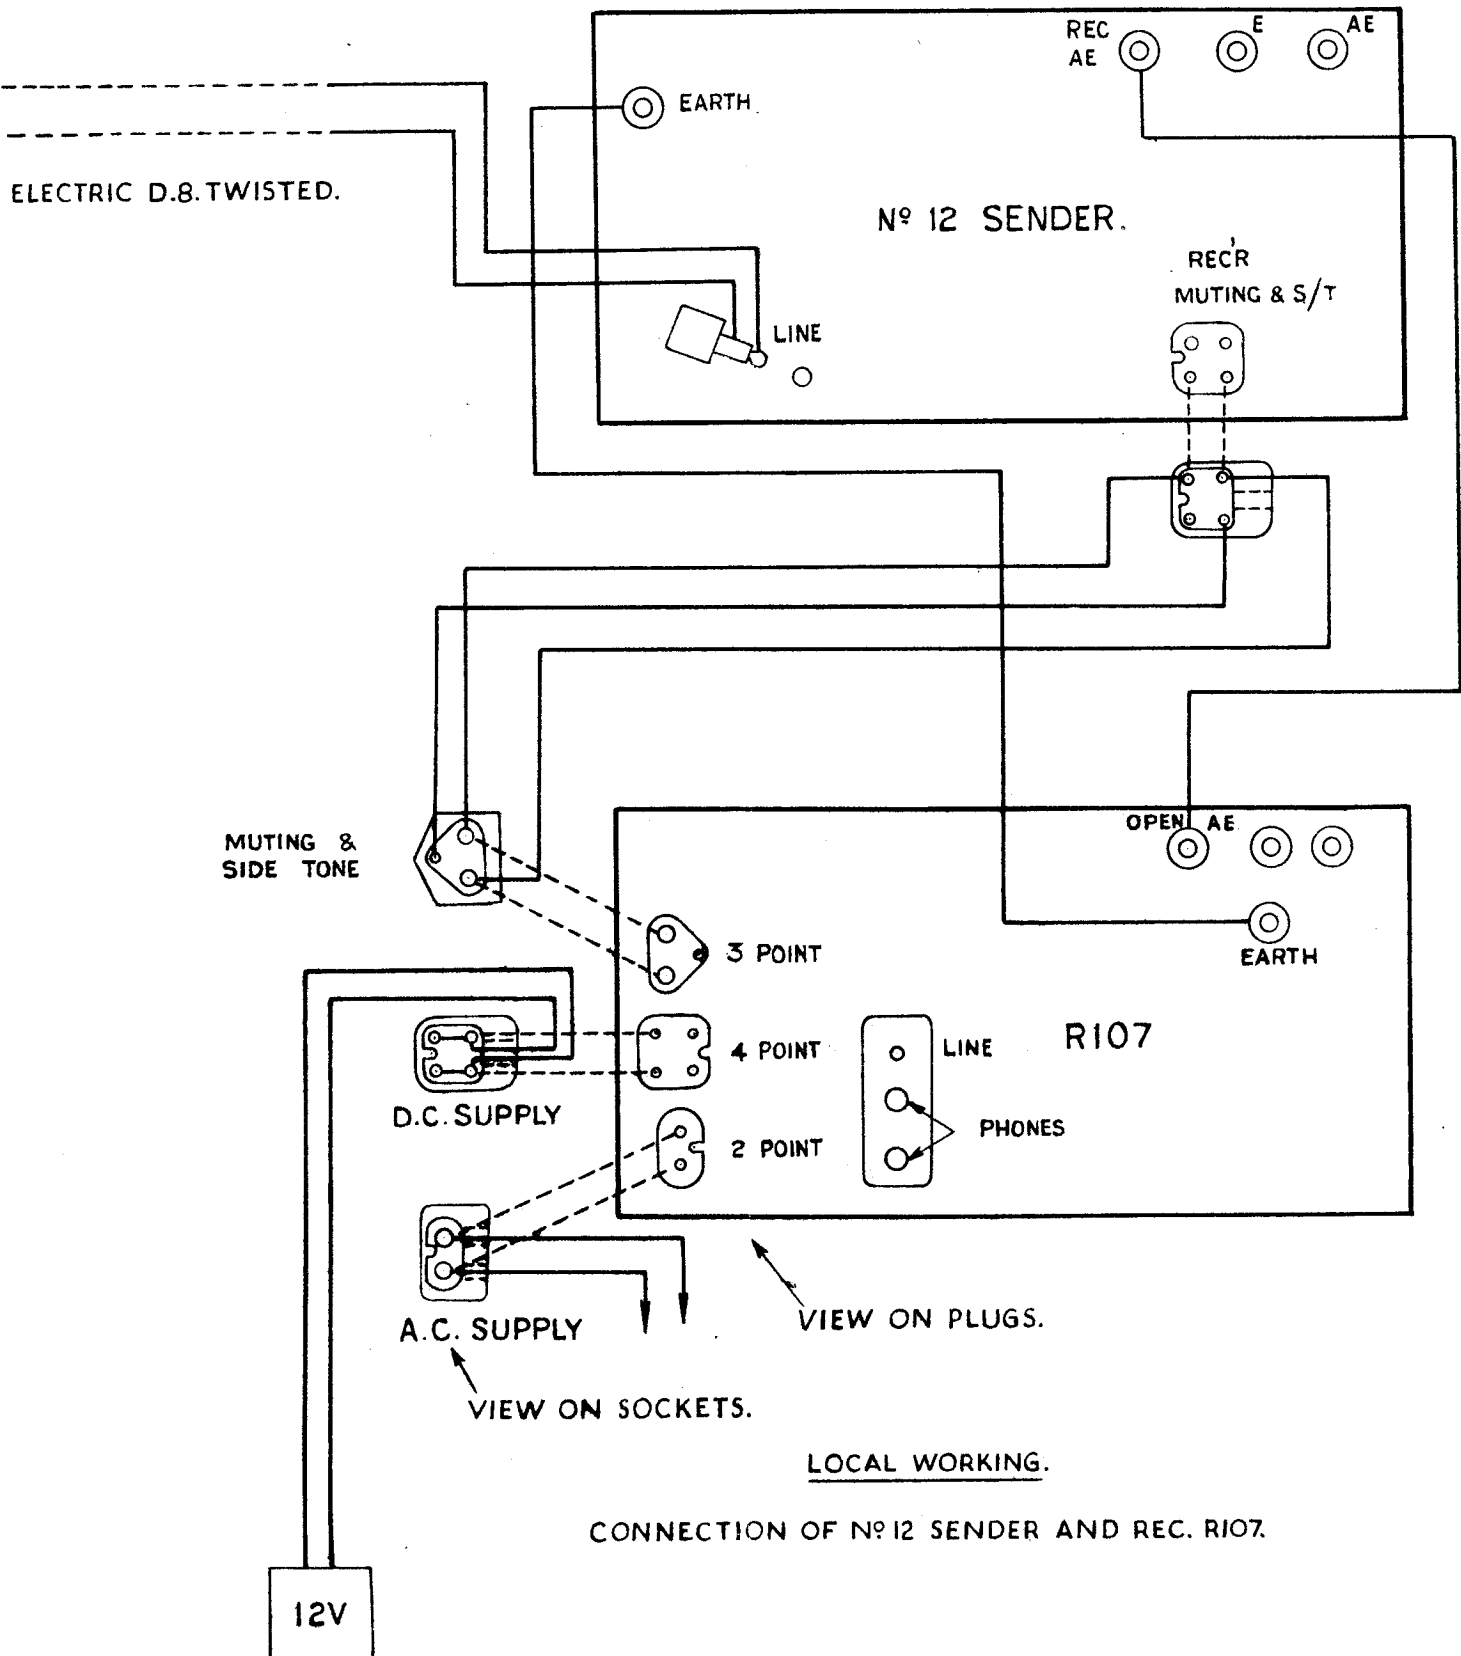 REC
AE
E
AE
EARTH
ELECTRIC D.8. TWISTED.
Nº 12 SENDER.
REC'R
MUTING & S/T
LINE
MUTING &
SIDE TONE
OPEN AE
3 POINT
EARTH
4 POINT
LINE
R107
D.C. SUPPLY
2 POINT
PHONES
A.C. SUPPLY
VIEW ON PLUGS.
VIEW ON SOCKETS.
LOCAL WORKING.
CONNECTION OF Nº 12 SENDER AND REC. R107.
12V